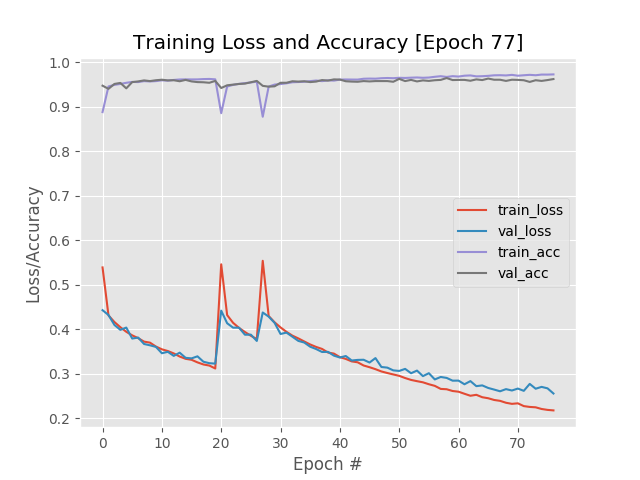 Training Loss and Accuracy [Epoch 77]
1.0
0.9
0.8
0.7
0.6
0.5
0.4
0.3
0.2
Loss/Accuracy
train_loss
val_loss
train_acc
val_acc
0 10 20 30 40 50 60 70
Epoch #